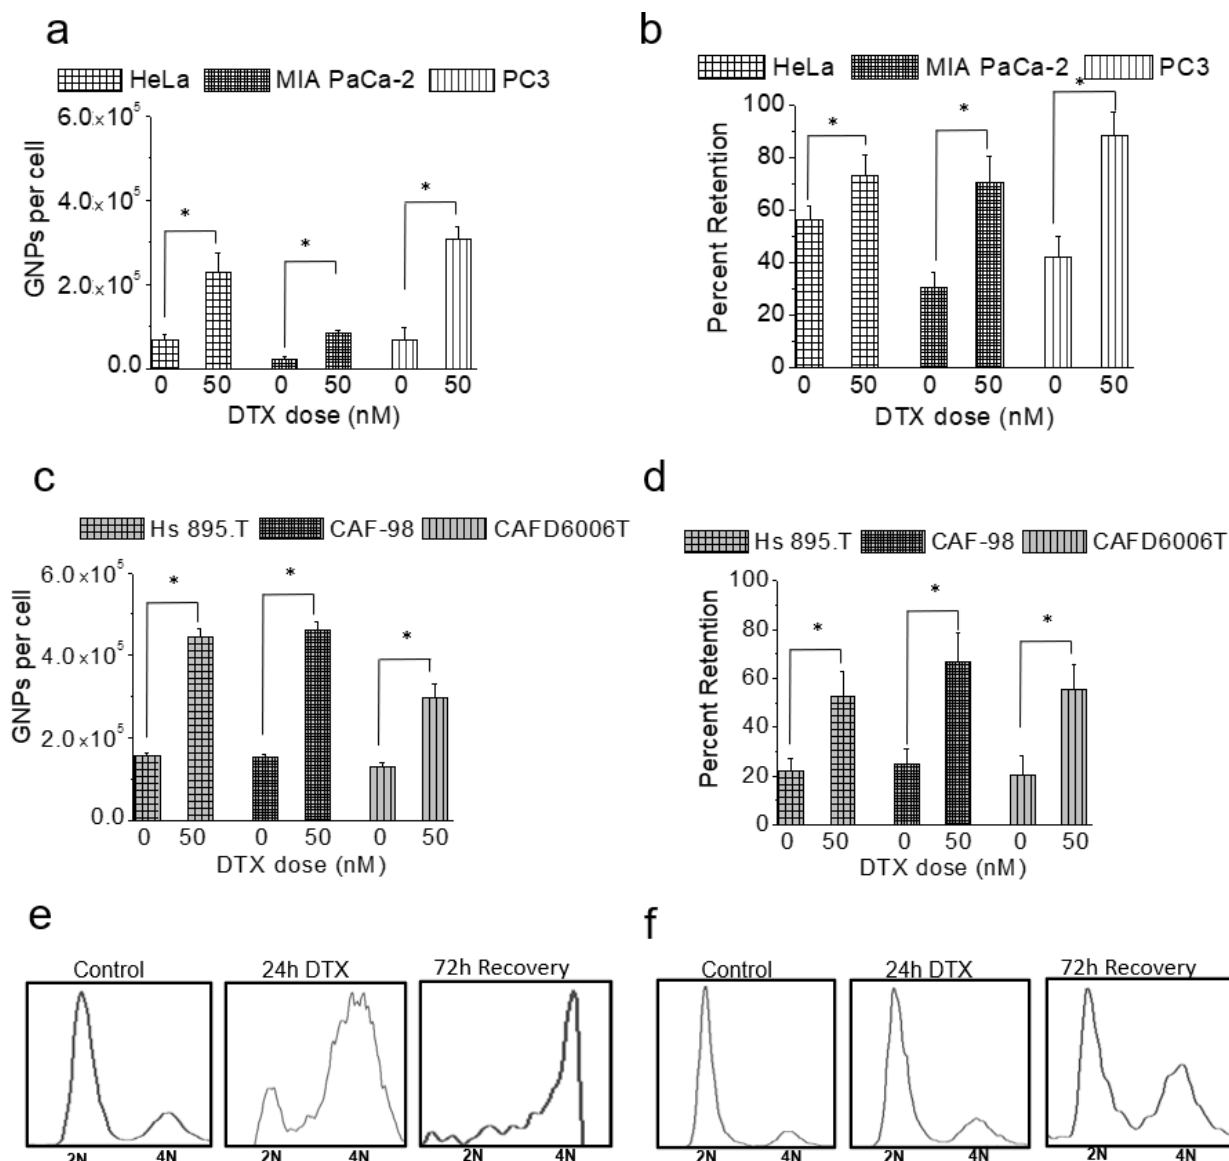 a
HeLa MIA PaCa-2 PC3
6.0×10⁵
4.0×10⁵
2.0×10⁵
0.0
GNPs per cell
* * *
0 50 0 50 0 50
DTX dose (nM)
b
HeLa MIA PaCa-2 PC3
100
80
60
40
20
0
Percent Retention
* * *
0 50 0 50 0 50
DTX dose (nM)
c
Hs 895.T CAF-98 CAFD6006T
6.0×10⁵
4.0×10⁵
2.0×10⁵
0.0
GNPs per cell
* * *
0 50 0 50 0 50
DTX dose (nM)
d
Hs 895.T CAF-98 CAFD6006T
100
80
60
40
20
0
Percent Retention
* * *
0 50 0 50 0 50
DTX dose (nM)
e
Control 24h DTX 72h Recovery
2N 4N 2N 4N 2N 4N
f
Control 24h DTX 72h Recovery
2N 4N 2N 4N 2N 4N